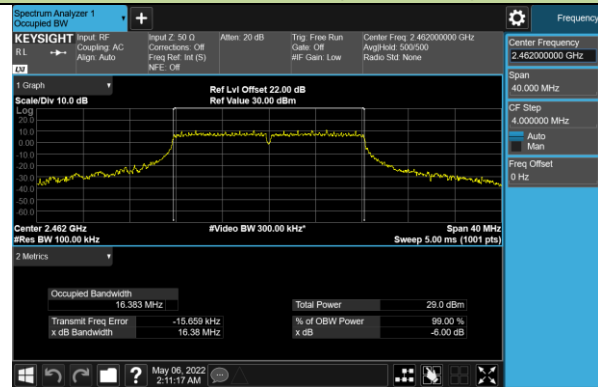 Spectrum Analyzer 1
Occupied BW
Frequency
KEYSIGHT
RL
Input: RF
Coupling: AC
Align: Auto
Input Z: 50 Ω
Corrections: Off
Freq Ref: Int (S)
NFE: Off
Atten: 20 dB
Trig: Free Run
Gate: Off
#IF Gain: Low
Center Freq: 2.462000000 GHz
Avg|Hold: 500/500
Radio Std: None
LXI
Center Frequency
2.462000000 GHz
Span
40.000 MHz
CF Step
4.000000 MHz
Auto
Man
Freq Offset
0 Hz
1 Graph
Scale/Div 10.0 dB
Ref Lvl Offset 22.00 dB
Ref Value 30.00 dBm
Log
20.0
10.0
0.00
-10.0
-20.0
-30.0
-40.0
-50.0
-60.0
Center 2.462 GHz
#Video BW 300.00 kHz*
Span 40 MHz
#Res BW 100.00 kHz
Sweep 5.00 ms (1001 pts)
2 Metrics
Occupied Bandwidth
16.383 MHz
Total Power 29.0 dBm
Transmit Freq Error -15.659 kHz
% of OBW Power 99.00 %
x dB Bandwidth 16.38 MHz
x dB -6.00 dB
?
May 06, 2022
2:11:17 AM